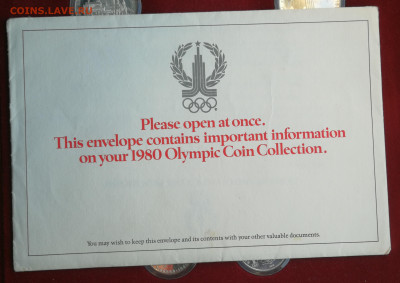 COINS.LAVE.RU
Please open at once.
This envelope contains important information
on your 1980 Olympic Coin Collection.
You may wish to keep this envelope and its contents with your other valuable documents.